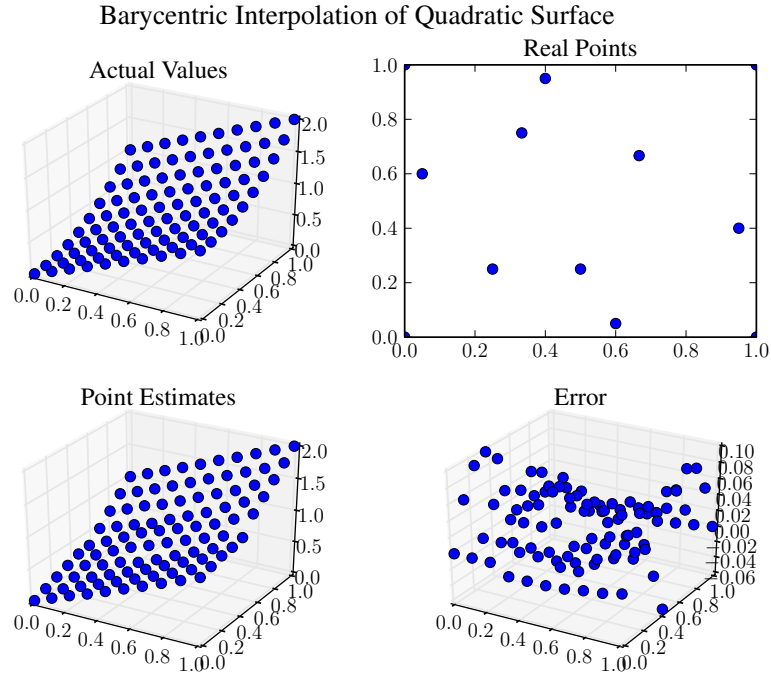 Barycentric Interpolation of Quadratic Surface
Actual Values
0.0 0.2 0.4 0.6 0.8 1.0
0.0 0.2 0.4 0.6 0.8 1.0
0.0 0.5 1.0 1.5 2.0
Real Points
1.0
0.8
0.6
0.4
0.2
0.0
0.0 0.2 0.4 0.6 0.8 1.0
Point Estimates
0.0 0.2 0.4 0.6 0.8 1.0
0.0 0.2 0.4 0.6 0.8 1.0
0.0 0.5 1.0 1.5 2.0
Error
0.0 0.2 0.4 0.6 0.8 1.0
0.0 0.2 0.4 0.6 0.8 1.0
−0.06 −0.04 −0.02 0.00 0.02 0.04 0.06 0.08 0.10